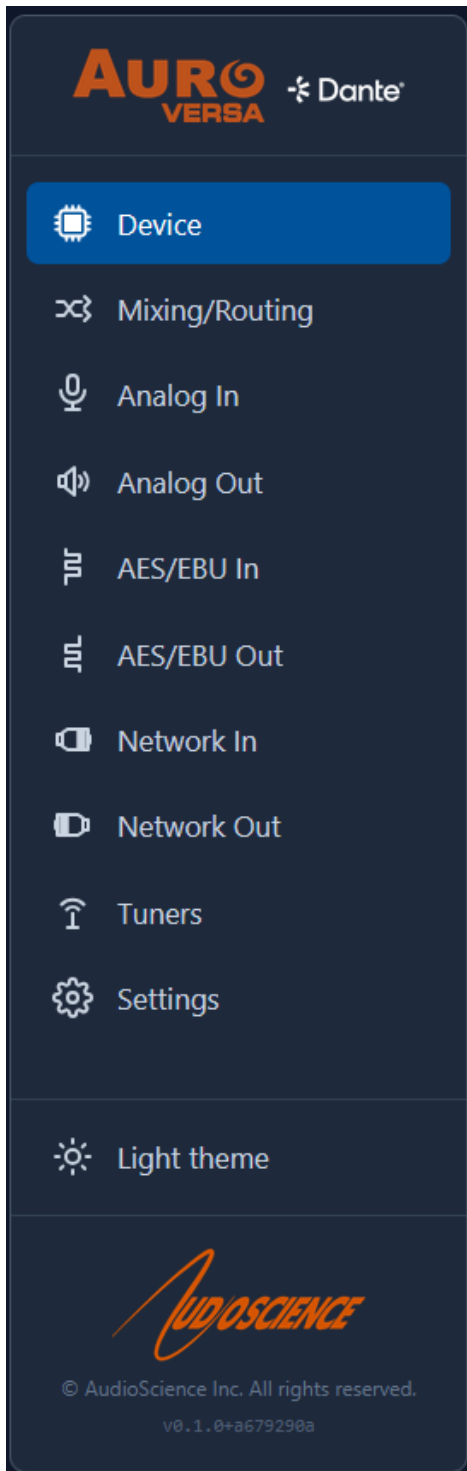 AURO
VERSA
Dante®
Device
Mixing/Routing
Analog In
Analog Out
AES/EBU In
AES/EBU Out
Network In
Network Out
Tuners
Settings
Light theme
AUDIOSCIENCE
© AudioScience Inc. All rights reserved.
v0.1.0+a679290a